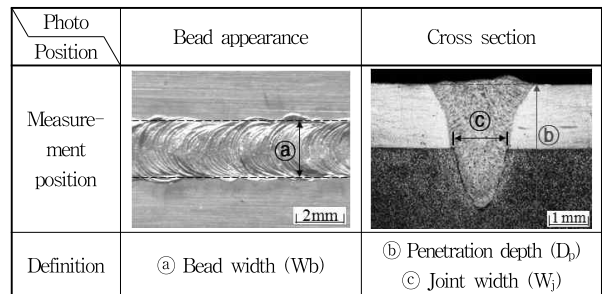 Photo
Position
Bead appearance
Cross section
Measure-
ment
position
ⓐ
2mm
ⓒ
ⓑ
1mm
Definition
ⓐ Bead width (Wb)
ⓑ Penetration depth (Dp)
ⓒ Joint width (Wj)